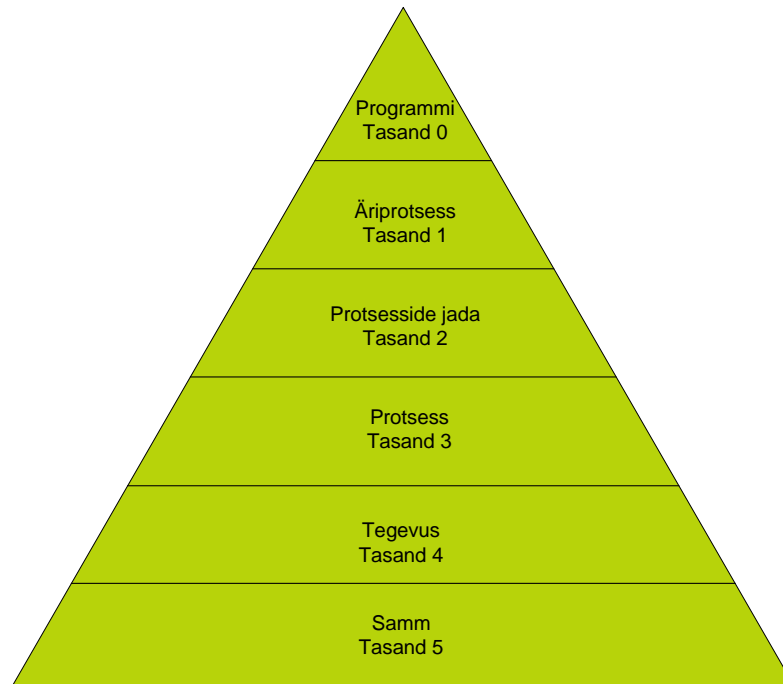 Programmi
Tasand 0
Äriprotsess
Tasand 1
Protsesside jada
Tasand 2
Protsess
Tasand 3
Tegevus
Tasand 4
Samm
Tasand 5